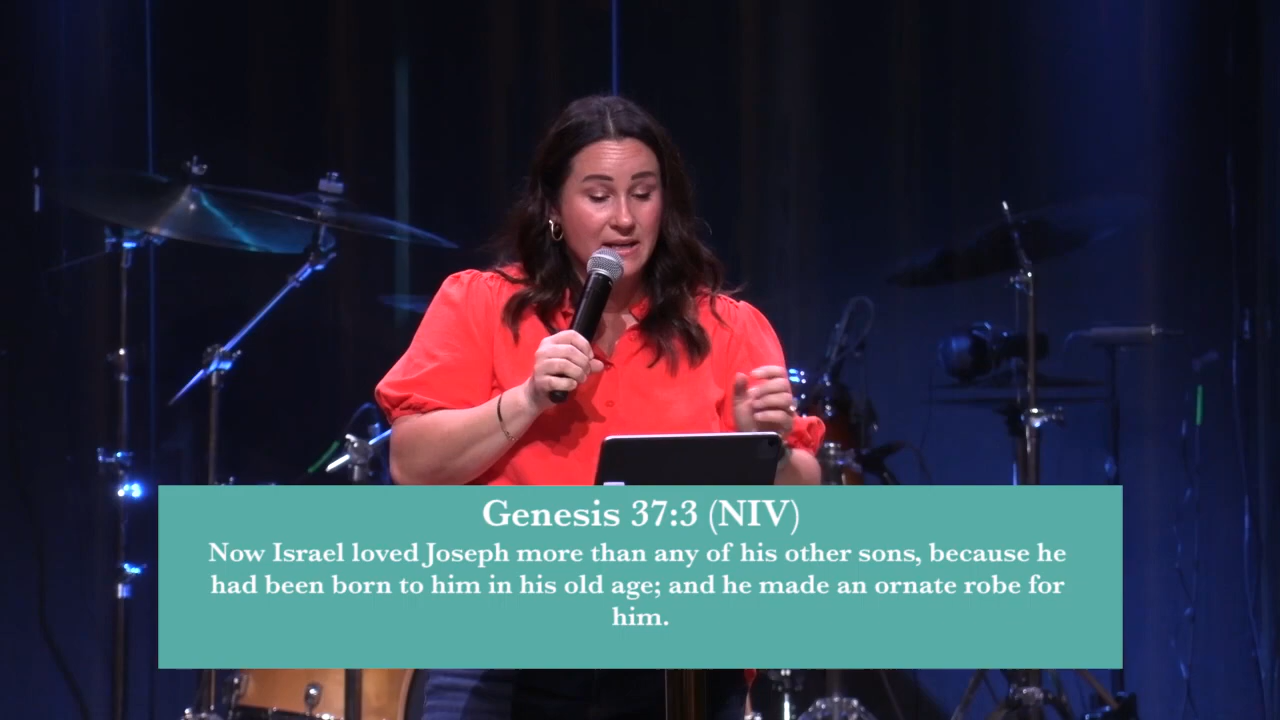 Genesis 37:3 (NIV)
Now Israel loved Joseph more than any of his other sons, because he
had been born to him in his old age; and he made an ornate robe for
him.